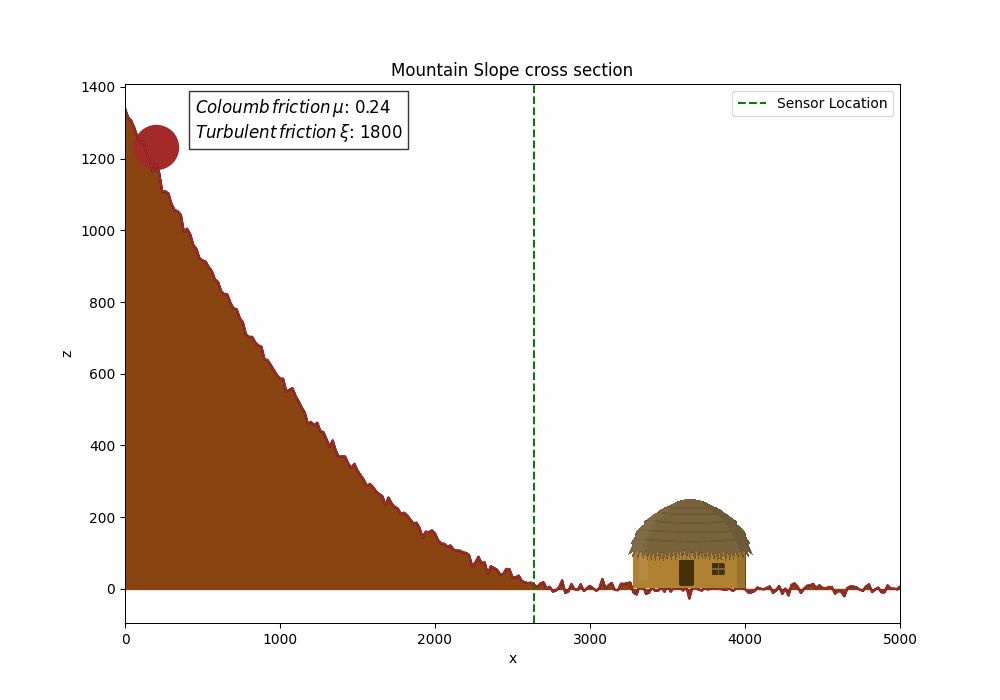 Mountain Slope cross section
Coloumb friction μ: 0.24
Turbulent friction ξ: 1800
Sensor Location
1400
1200
1000
800
600
400
200
0
z
0 1000 2000 3000 4000 5000
x